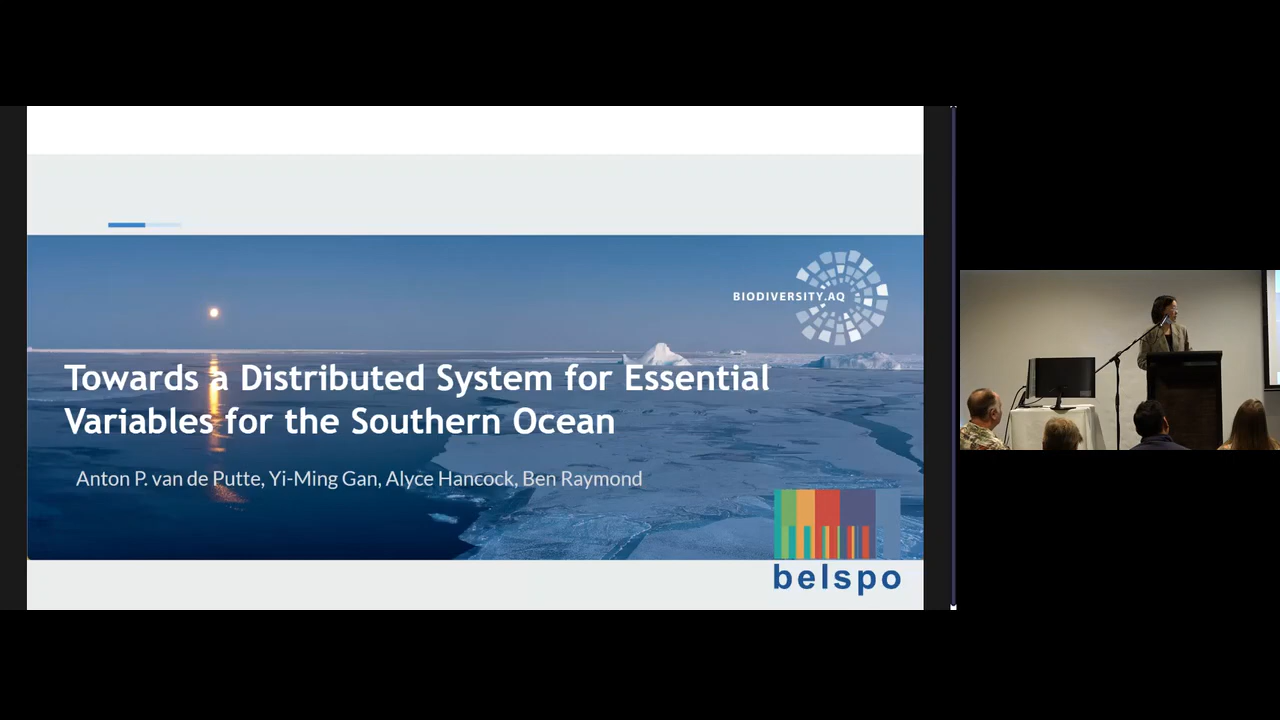 BIODIVERSITY.AQ
Towards a Distributed System for Essential
Variables for the Southern Ocean
Anton P. van de Putte, Yi-Ming Gan, Alyce Hancock, Ben Raymond
belspo